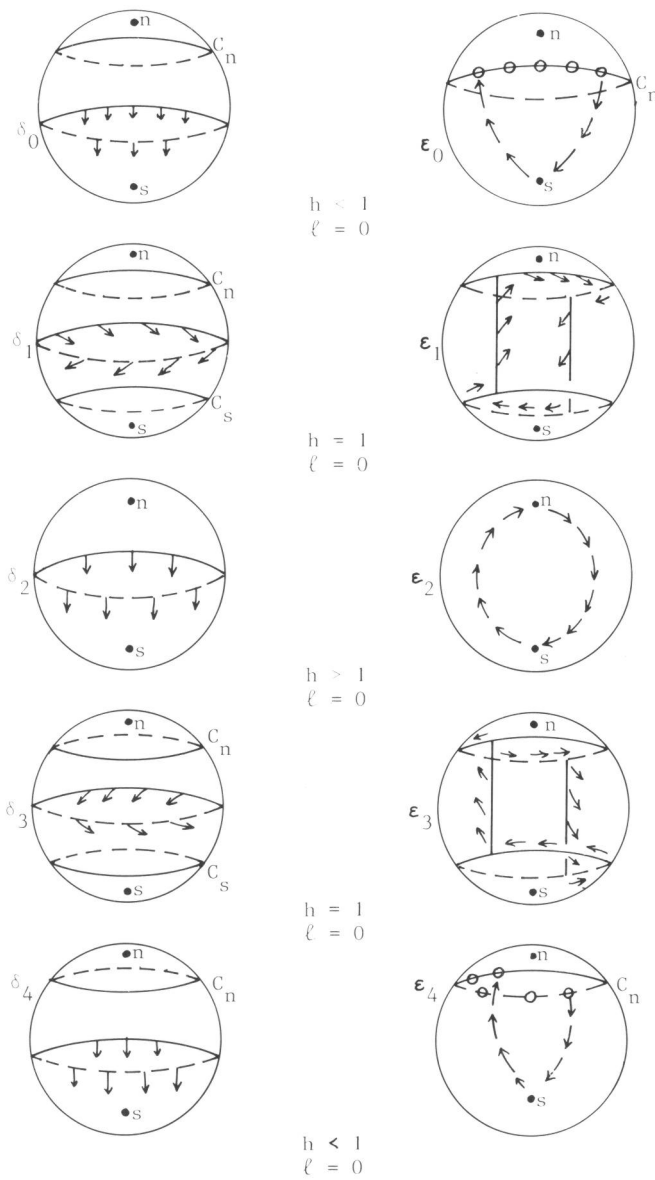 n
C_n
δ_0
s
n
C_n
ε_0
s
h < 1
ℓ = 0
n
C_n
δ_1
C_s
s
n
ε_1
s
h = 1
ℓ = 0
n
δ_2
s
n
ε_2
s
h > 1
ℓ = 0
n
C_n
δ_3
C_s
s
n
ε_3
s
h = 1
ℓ = 0
n
δ_4
C_n
s
n
ε_4
C_n
s
h < 1
ℓ = 0